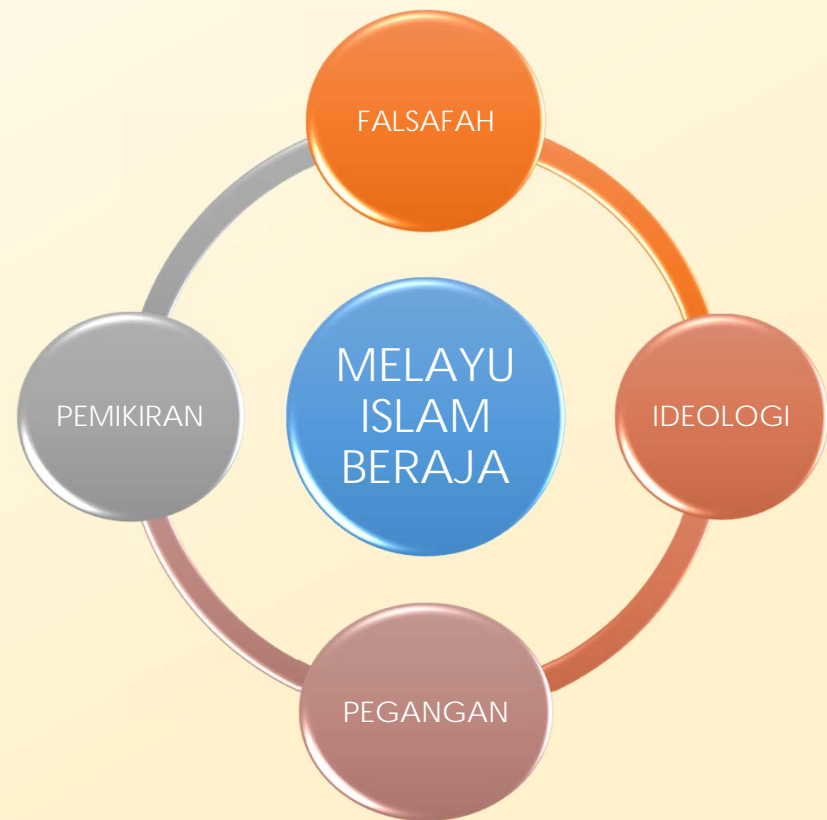 FALSAFAH
MELAYU
ISLAM
BERAJA
PEMIKIRAN
IDEOLOGI
PEGANGAN